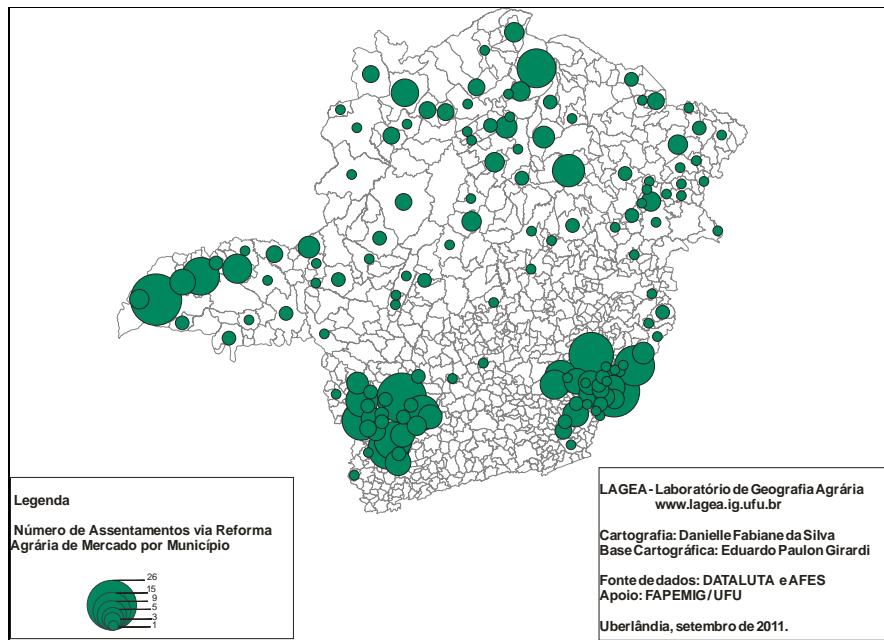 Legenda
Número de Assentamentos via Reforma
Agrária de Mercado por Município
26
15
9
5
3
1
LAGEA - Laboratório de Geografia Agrária
www.lagea.ig.ufu.br
Cartografia: Danielle Fabiane da Silva
Base Cartográfica: Eduardo Paulon Girardi
Fonte de dados: DATALUTA e AFES
Apoio: FAPEMIG / UFU
Uberlândia, setembro de 2011.